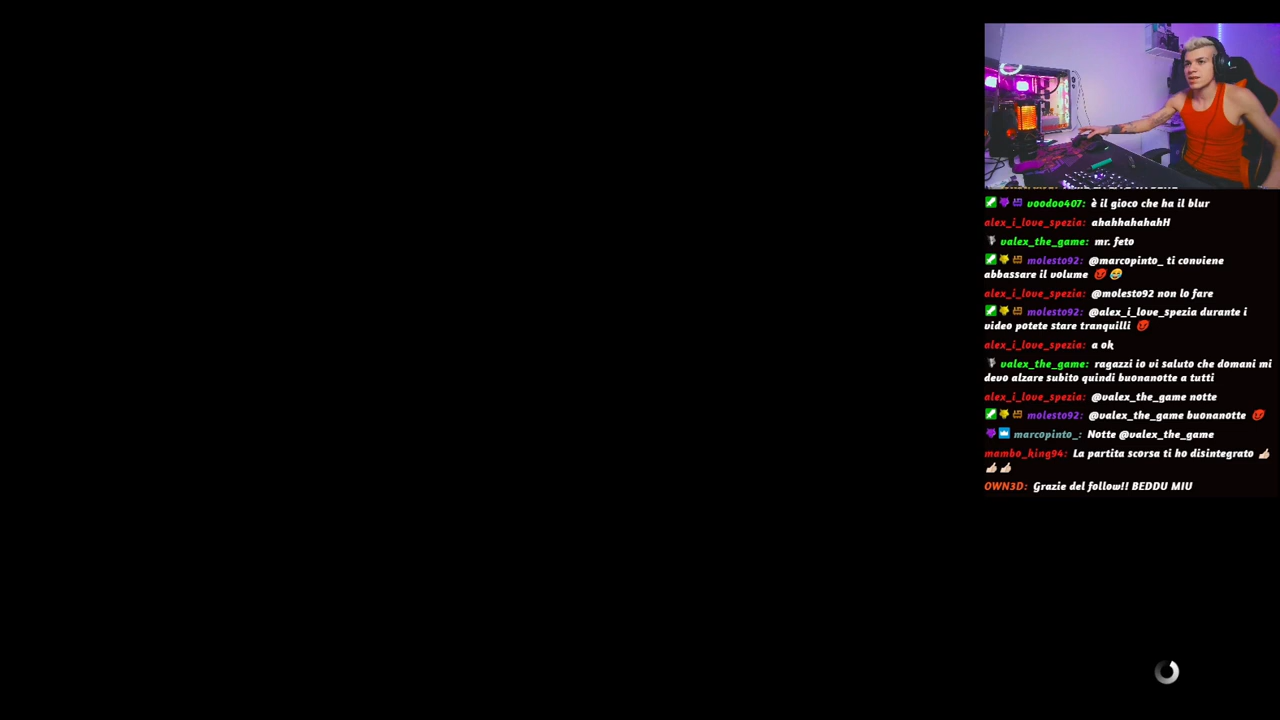 voodoo407: è il gioco che ha il blur
alex_i_love_spezia: ahahhahahahH
valex_the_game: mr. feto
molesto92: @marcopinto_ ti conviene
abbassare il volume 👿 😂
alex_i_love_spezia: @molesto92 non lo fare
molesto92: @alex_i_love_spezia durante i
video potete stare tranquilli 👿
alex_i_love_spezia: a ok
valex_the_game: ragazzi io vi saluto che domani mi
devo alzare subito quindi buonanotte a tutti
alex_i_love_spezia: @valex_the_game notte
molesto92: @valex_the_game buonanotte 👿
marcopinto_: Notte @valex_the_game
mambo_king94: La partita scorsa ti ho disintegrato 👍🏻
👍🏻👍🏻
OWN3D: Grazie del follow!! BEDDU MIU